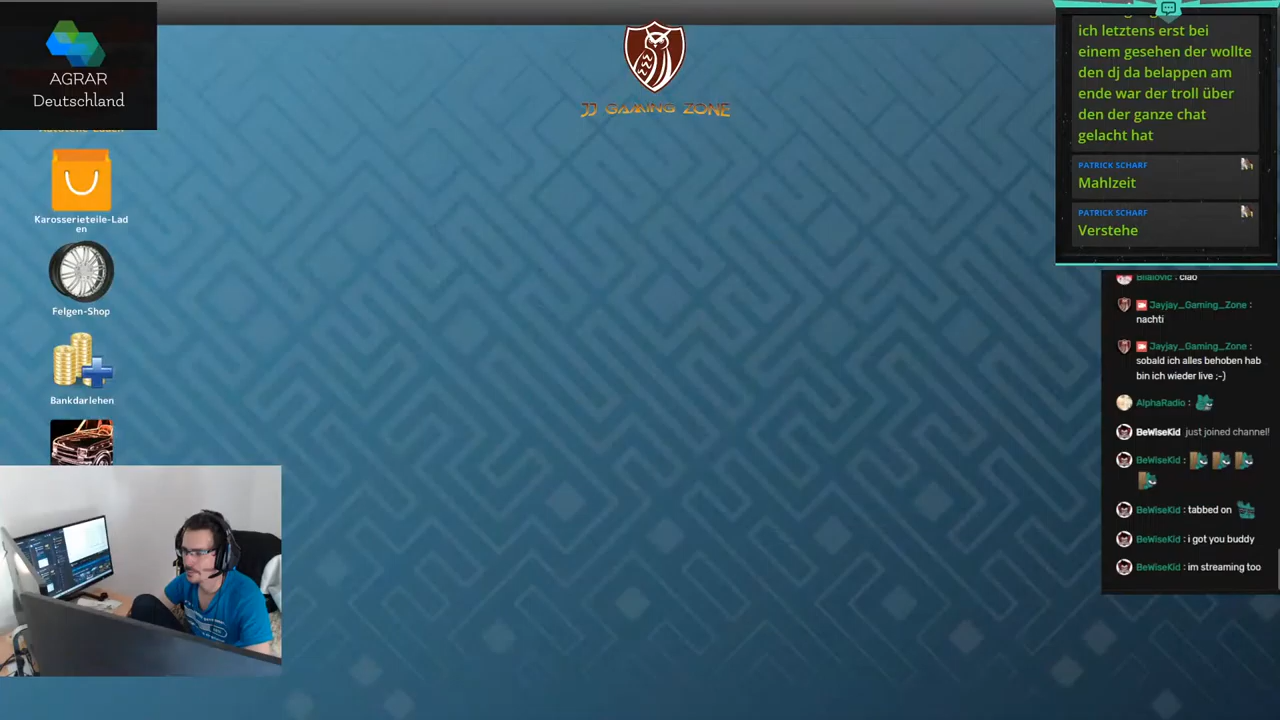 AGRAR
Deutschland
Karosserieteile-Lad
en
Felgen-Shop
Bankdarlehen
JJ GAMING ZONE
ich letztens erst bei
einem gesehen der wollte
den dj da belappen am
ende war der troll über
den der ganze chat
gelacht hat
PATRICK SCHARF
Mahlzeit
PATRICK SCHARF
Verstehe
Bilalovic : ciao
Jayjay_Gaming_Zone :
nachti
Jayjay_Gaming_Zone :
sobald ich alles behoben hab
bin ich wieder live ;-)
AlphaRadio :
BeWiseKid just joined channel!
BeWiseKid :
BeWiseKid : tabbed on
BeWiseKid : i got you buddy
BeWiseKid : im streaming too